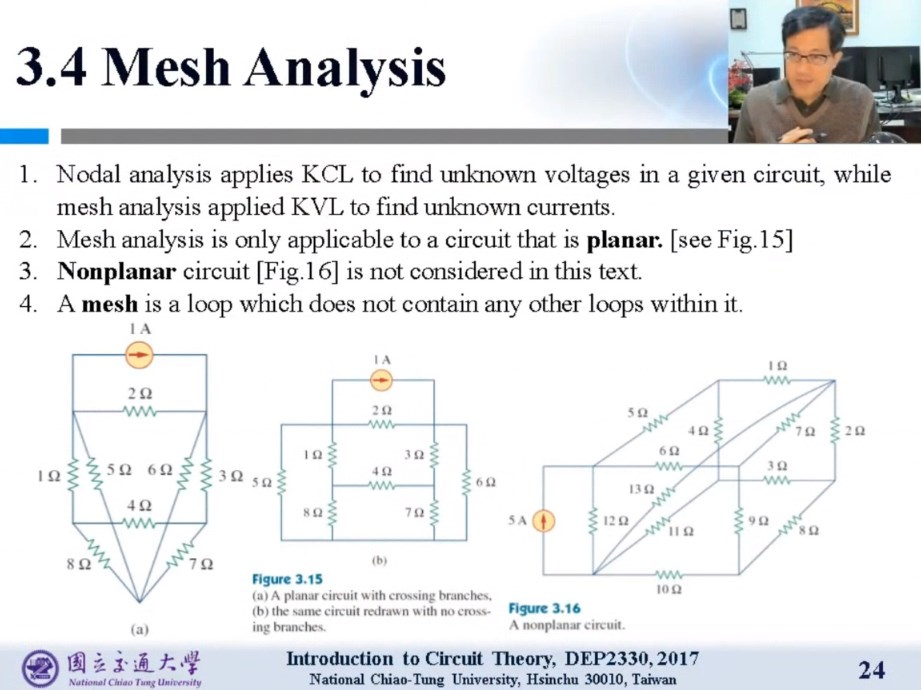 3.4 Mesh Analysis
1. Nodal analysis applies KCL to find unknown voltages in a given circuit, while
mesh analysis applied KVL to find unknown currents.
2. Mesh analysis is only applicable to a circuit that is planar. [see Fig.15]
3. Nonplanar circuit [Fig.16] is not considered in this text.
4. A mesh is a loop which does not contain any other loops within it.
1 A
2 Ω
1 Ω
5 Ω
6 Ω
3 Ω
4 Ω
8 Ω
7 Ω
(a)
1 A
2 Ω
1 Ω
3 Ω
5 Ω
4 Ω
6 Ω
8 Ω
7 Ω
(b)
Figure 3.15
(a) A planar circuit with crossing branches,
(b) the same circuit redrawn with no cross-
ing branches.
1 Ω
5 Ω
4 Ω
7 Ω
2 Ω
6 Ω
3 Ω
13 Ω
5 A
12 Ω
11 Ω
9 Ω
8 Ω
10 Ω
Figure 3.16
A nonplanar circuit.
國立交通大學
National Chiao Tung University
Introduction to Circuit Theory, DEP2330, 2017
National Chiao-Tung University, Hsinchu 30010, Taiwan
24